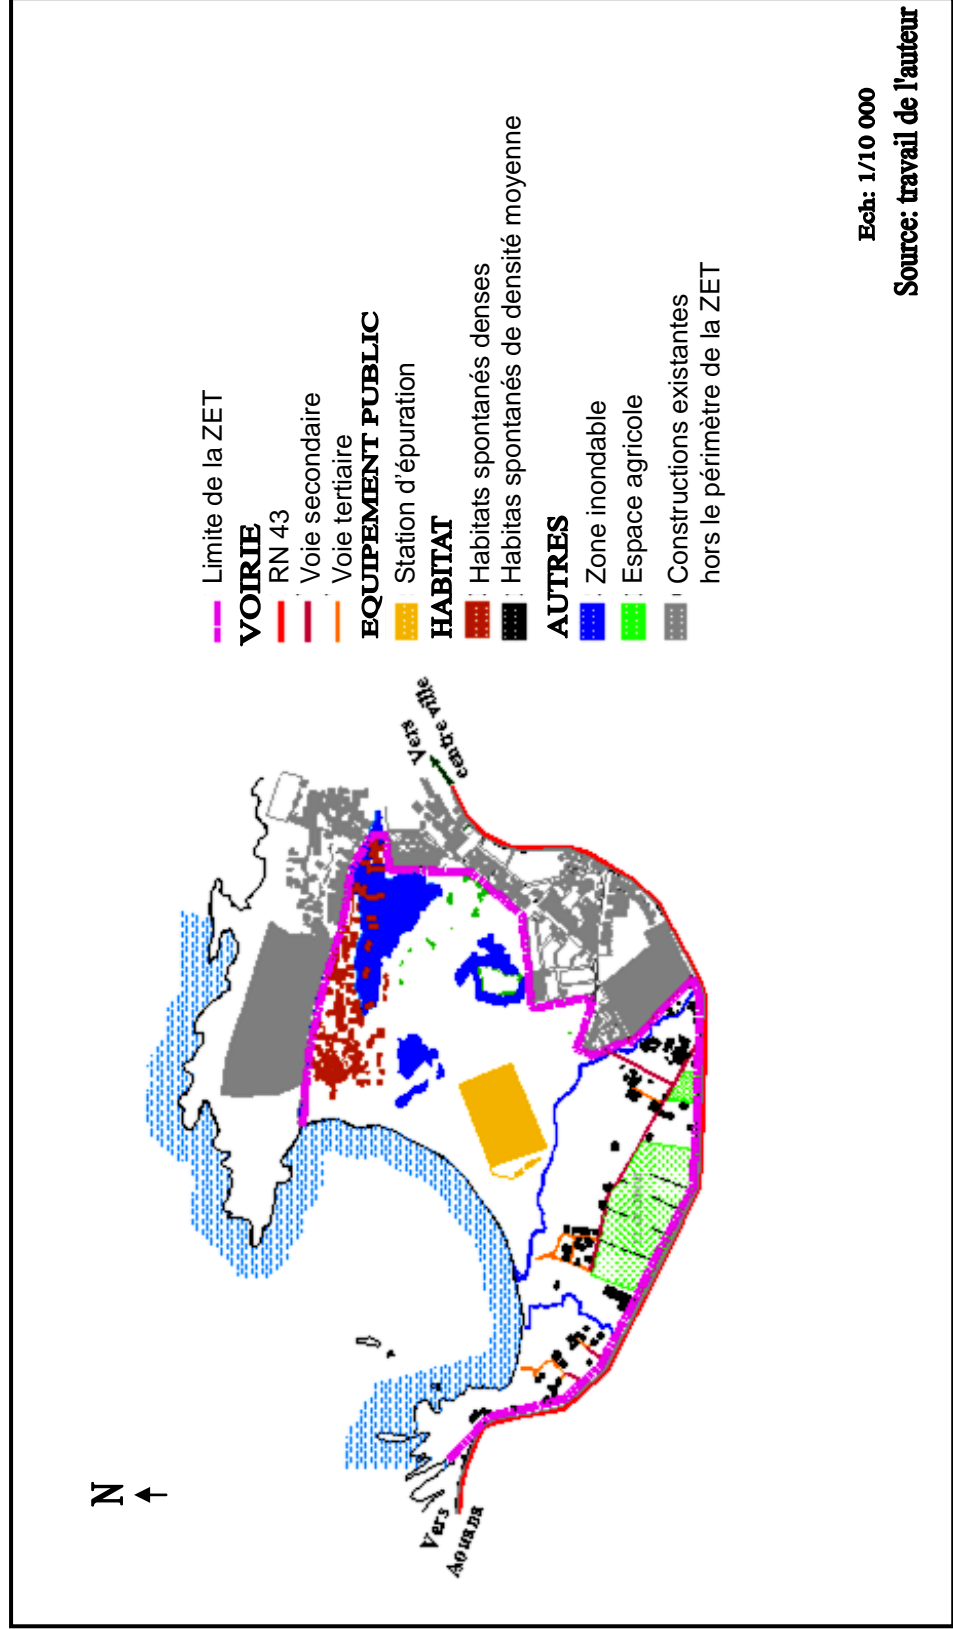 N
Vers
Aouana
Vers
centre ville
Limite de la ZET
VOIRIE
RN 43
Voie secondaire
Voie tertiaire
EQUIPEMENT PUBLIC
: Station d'épuration
HABITAT
: Habitats spontanés denses
: Habitas spontanés de densité moyenne
AUTRES
: Zone inondable
: Espace agricole
: Constructions existantes
hors le périmètre de la ZET
Ech: 1/10 000
Source: travail de l'auteur